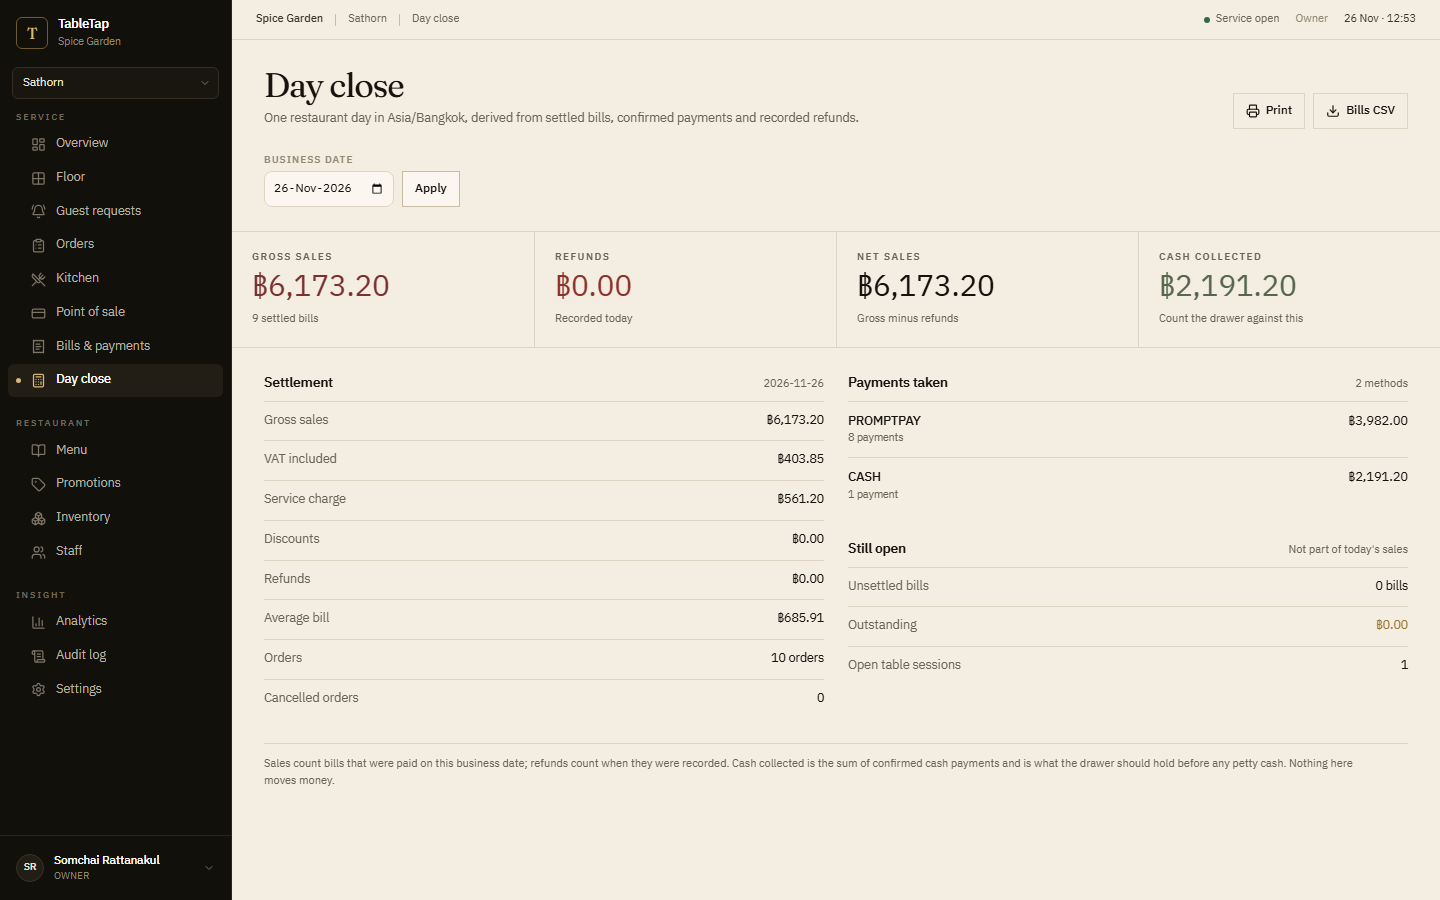 T
TableTap
Spice Garden
Sathorn
SERVICE
Overview
Floor
Guest requests
Orders
Kitchen
Point of sale
Bills & payments
Day close
RESTAURANT
Menu
Promotions
Inventory
Staff
INSIGHT
Analytics
Audit log
Settings
SR
Somchai Rattanakul
OWNER
Spice Garden Sathorn Day close
Service open Owner 26 Nov · 12:53
Day close
One restaurant day in Asia/Bangkok, derived from settled bills, confirmed payments and recorded refunds.
Print
Bills CSV
BUSINESS DATE
26-Nov-2026
Apply
GROSS SALES
฿6,173.20
9 settled bills
REFUNDS
฿0.00
Recorded today
NET SALES
฿6,173.20
Gross minus refunds
CASH COLLECTED
฿2,191.20
Count the drawer against this
Settlement 2026-11-26
Gross sales ฿6,173.20
VAT included ฿403.85
Service charge ฿561.20
Discounts ฿0.00
Refunds ฿0.00
Average bill ฿685.91
Orders 10 orders
Cancelled orders 0
Payments taken 2 methods
PROMPTPAY ฿3,982.00
8 payments
CASH ฿2,191.20
1 payment
Still open Not part of today's sales
Unsettled bills 0 bills
Outstanding ฿0.00
Open table sessions 1
Sales count bills that were paid on this business date; refunds count when they were recorded. Cash collected is the sum of confirmed cash payments and is what the drawer should hold before any petty cash. Nothing here
moves money.